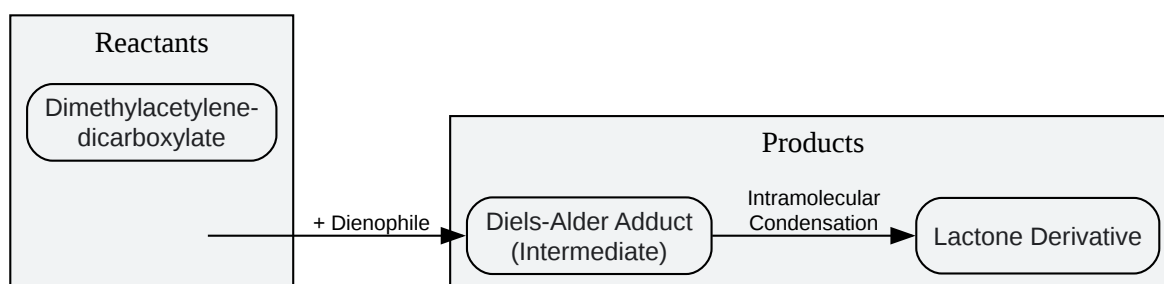 Reactants
Dimethylacetylene-
dicarboxylate
Products
+ Dienophile
Diels-Alder Adduct
(Intermediate)
Intramolecular
Condensation
Lactone Derivative